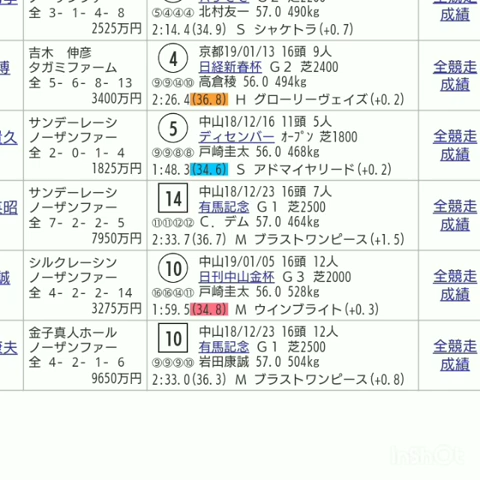 全 3- 1- 4- 8
2525万円
⑤④④④ 北村友一 57.0 490kg
2:14.4(34.9) S シャケトラ(+0.7)
全競走
成績
博
吉木 伸彦
タガミファーム
全 5- 6- 8- 13
3400万円
4
京都19/01/13 16頭 9人
日経新春杯 G2 芝2400
⑨⑨⑭⑩ 高倉稜 56.0 494kg
2:26.4(36.8) H グローリーヴェイズ(+0.2)
全競走
成績
貴久
サンデーレーシ
ノーザンファー
全 2- 0- 1- 4
1825万円
5
中山18/12/16 11頭 5人
ディセンバー オープン 芝1800
⑨⑨⑧⑧ 戸崎圭太 56.0 468kg
1:48.3(34.6) S アドマイヤリード(+0.2)
全競走
成績
英昭
サンデーレーシ
ノーザンファー
全 7- 2- 2- 5
7950万円
14
中山18/12/23 16頭 7人
有馬記念 G1 芝2500
⑪⑪⑫⑫ C．デム 57.0 464kg
2:33.7(36.7) M ブラストワンピース(+1.5)
全競走
成績
誠
シルクレーシン
ノーザンファー
全 4- 2- 2- 14
3275万円
10
中山19/01/05 16頭 12人
日刊中山金杯 G3 芝2000
⑯⑯⑭⑪ 戸崎圭太 56.0 528kg
1:59.5(34.8) M ウインブライト(+0.3)
全競走
成績
康夫
金子真人ホール
ノーザンファー
全 4- 2- 1- 6
9650万円
10
中山18/12/23 16頭 12人
有馬記念 G1 芝2500
⑨⑨⑨⑩ 岩田康誠 57.0 504kg
2:33.0(36.3) M ブラストワンピース(+0.8)
全競走
成績
InShOt